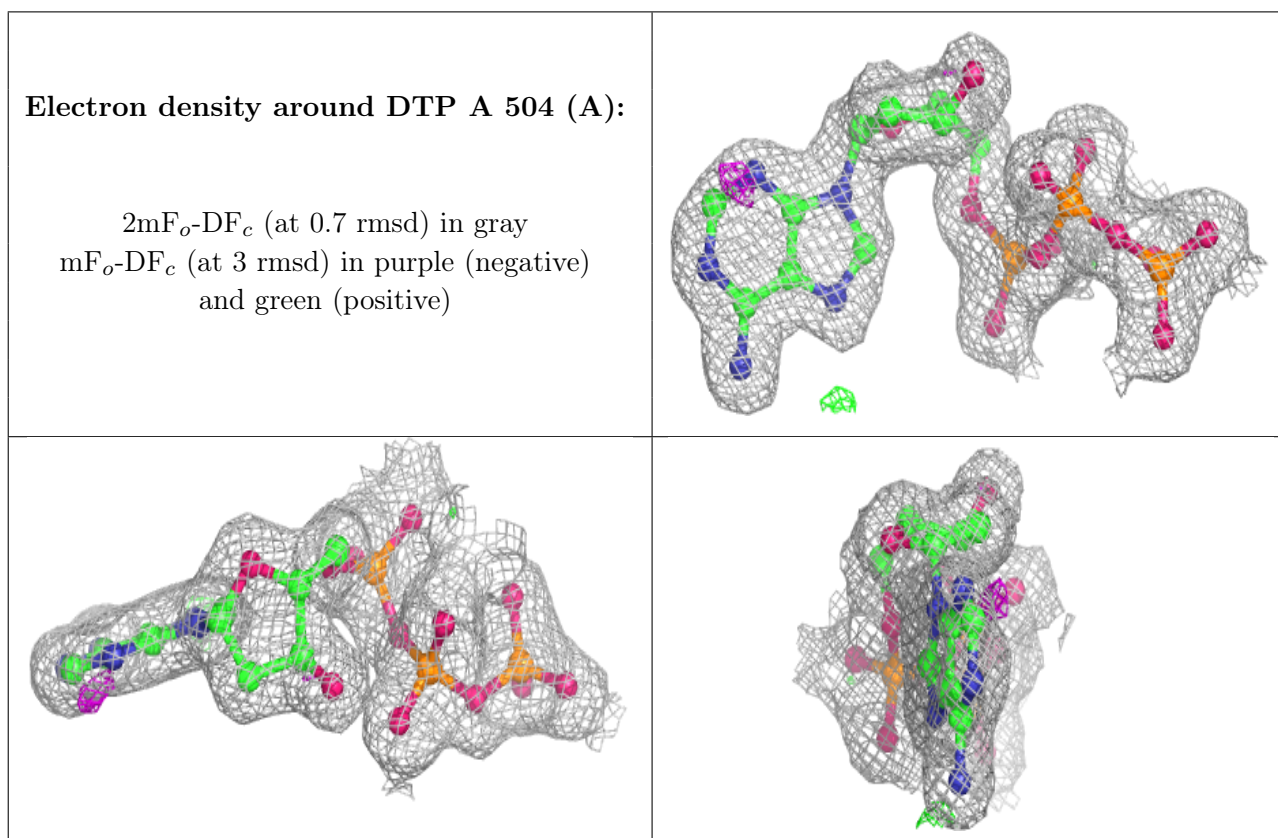 Electron density around DTP A 504 (A):
2mFo-DFc (at 0.7 rmsd) in gray
mFo-DFc (at 3 rmsd) in purple (negative)
and green (positive)